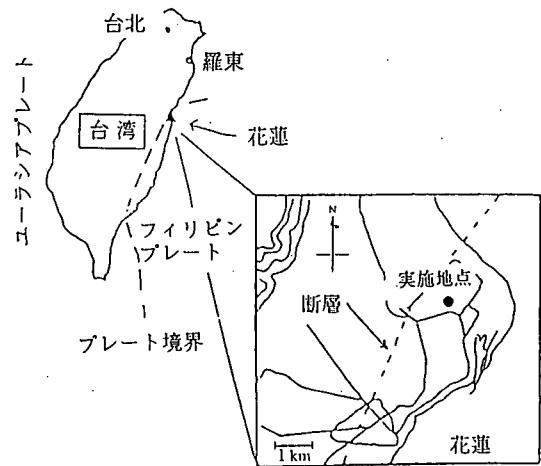 台北
羅東
ユーラシアプレート
台湾
花蓮
フィリピン
プレート
プレート境界
N
実施地点
断層
1 km
花蓮